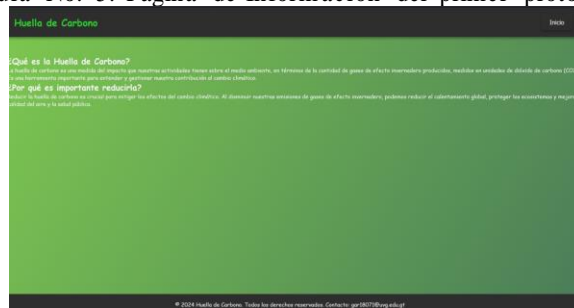 No. 3. Página de información del primer
Huella de Carbono
Inicio
¿Qué es la Huella de Carbono?
La huella de carbono es una medida del impacto que nuestras actividades tienen sobre el medio ambiente, en términos de la cantidad de gases de efecto invernadero producidos, medidos en unidades de dióxido de carbono
Es una herramienta importante para entender y gestionar nuestra contribución al cambio climático.
¿Por qué es importante reducirla?
Reducir la huella de carbono es crucial para mitigar los efectos del cambio climático. Al disminuir nuestras emisiones de gases de efecto invernadero, podemos reducir el calentamiento global, proteger los ecosistemas y
calidad del aire y la salud pública.
© 2024 Huella de Carbono. Todos los derechos reservados. Contacto: